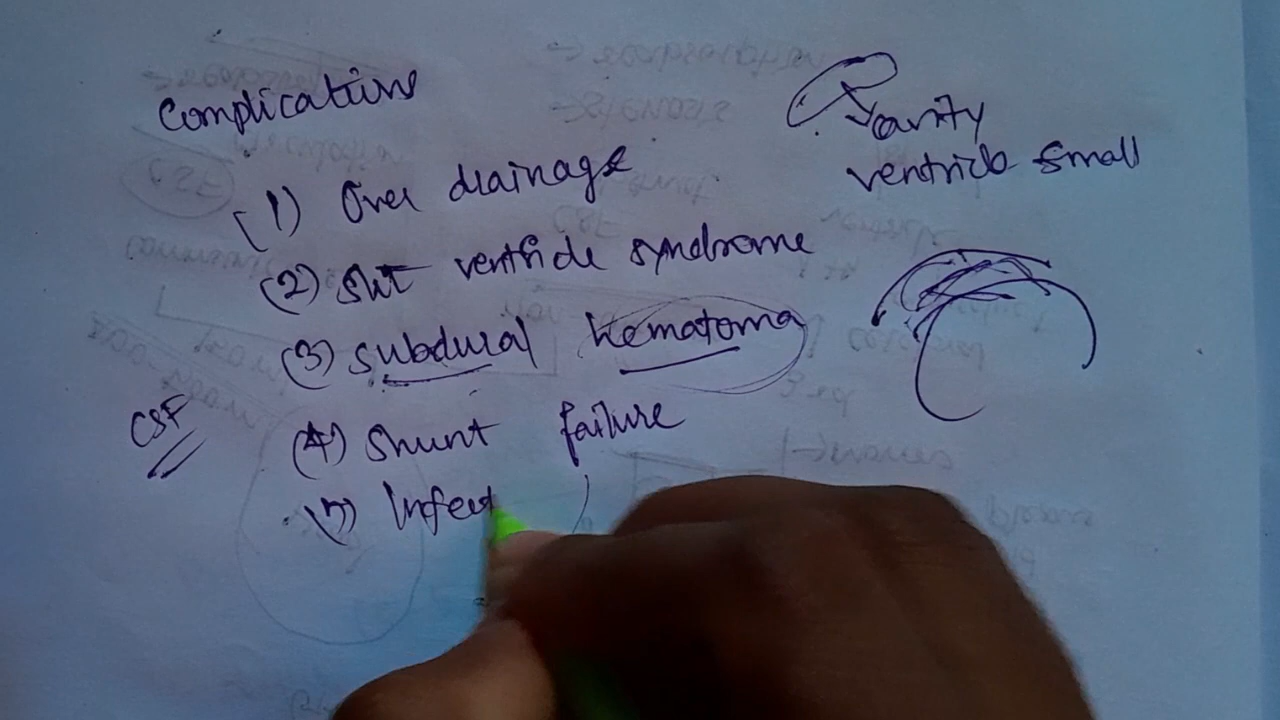 Complications
cavity
ventricle small
(1) Over drainage
(2) Slit ventricle syndrome
(3) subdural hematoma
CSF
(4) Shunt failure
Infect